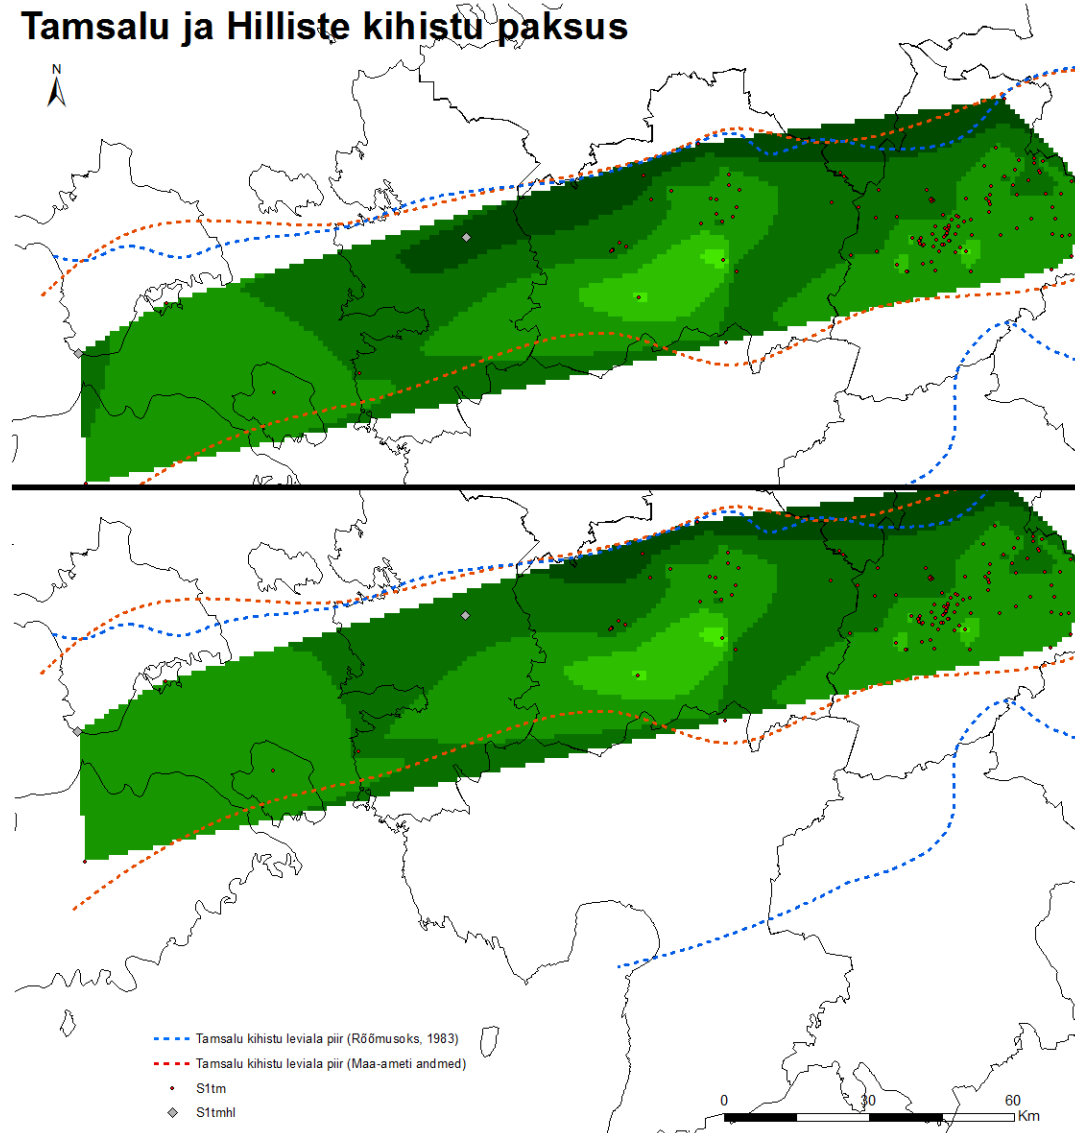 Tamsalu ja Hilliste kihistu paksus
N
Tamsalu kihistu leviala piir (Rõõmusoks, 1983)
Tamsalu kihistu leviala piir (Maa-ameti andmed)
S1tm
S1tmhl
0 30 60
Km